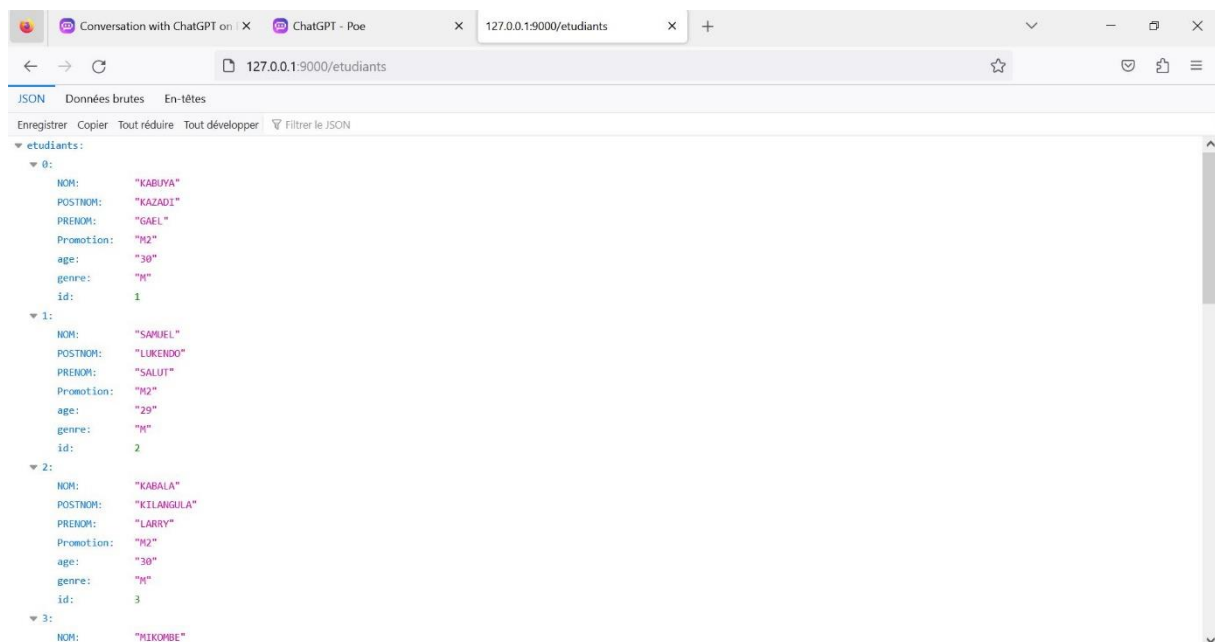 Conversation with ChatGPT on ChatGPT - Poe 127.0.0.1:9000/etudiants
127.0.0.1:9000/etudiants
JSON Données brutes En-têtes
Enregistrer Copier Tout réduire Tout développer Filtrer le JSON
etudiants:
0:
NOM: "KABUYA"
POSTNOM: "KAZADI"
PRENOM: "GAEL"
Promotion: "M2"
age: "30"
genre: "M"
id: 1
1:
NOM: "SAMUEL"
POSTNOM: "LUKENDO"
PRENOM: "SALUT"
Promotion: "M2"
age: "29"
genre: "M"
id: 2
2:
NOM: "KABALA"
POSTNOM: "KILANGULA"
PRENOM: "LARRY"
Promotion: "M2"
age: "30"
genre: "M"
id: 3
3:
NOM: "MIKOMBE"